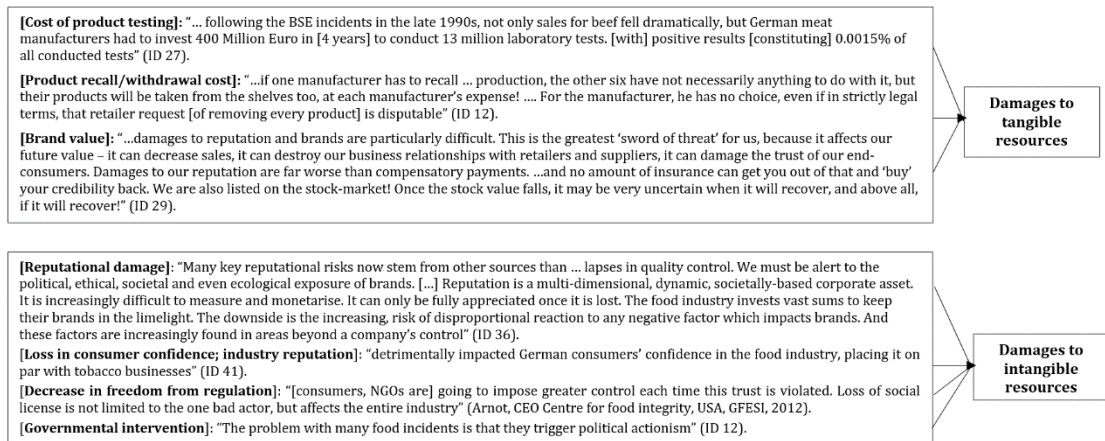 [Cost of product testing]: “… following the BSE incidents in the late 1990s, not only sales for beef fell dramatically, but German meat
manufacturers had to invest 400 Million Euro in [4 years] to conduct 13 million laboratory tests. [with] positive results [constituting] 0.0015% of
all conducted tests” (ID 27).
[Product recall/withdrawal cost]: “…if one manufacturer has to recall … production, the other six have not necessarily anything to do with it, but
their products will be taken from the shelves too, at each manufacturer’s expense! …. For the manufacturer, he has no choice, even if in strictly legal
terms, that retailer request [of removing every product] is disputable” (ID 12).
[Brand value]: “…damages to reputation and brands are particularly difficult. This is the greatest ‘sword of threat’ for us, because it affects our
future value – it can decrease sales, it can destroy our business relationships with retailers and suppliers, it can damage the trust of our end-
consumers. Damages to our reputation are far worse than compensatory payments. …and no amount of insurance can get you out of that and ‘buy’
your credibility back. We are also listed on the stock-market! Once the stock value falls, it may be very uncertain when it will recover, and above all,
if it will recover!” (ID 29).
Damages to
tangible
resources
[Reputational damage]: “Many key reputational risks now stem from other sources than … lapses in quality control. We must be alert to the
political, ethical, societal and even ecological exposure of brands. […] Reputation is a multi-dimensional, dynamic, societally-based corporate asset.
It is increasingly difficult to measure and monetarise. It can only be fully appreciated once it is lost. The food industry invests vast sums to keep
their brands in the limelight. The downside is the increasing, risk of disproportional reaction to any negative factor which impacts brands. And
these factors are increasingly found in areas beyond a company’s control” (ID 36).
[Loss in consumer confidence; industry reputation]: “detrimentally impacted German consumers’ confidence in the food industry, placing it on
par with tobacco businesses” (ID 41).
[Decrease in freedom from regulation]: “[consumers, NGOs are] going to impose greater control each time this trust is violated. Loss of social
license is not limited to the one bad actor, but affects the entire industry” (Arnot, CEO Centre for food integrity, USA, GFESI, 2012).
[Governmental intervention]: “The problem with many food incidents is that they trigger political actionism” (ID 12).
Damages to
intangible
resources